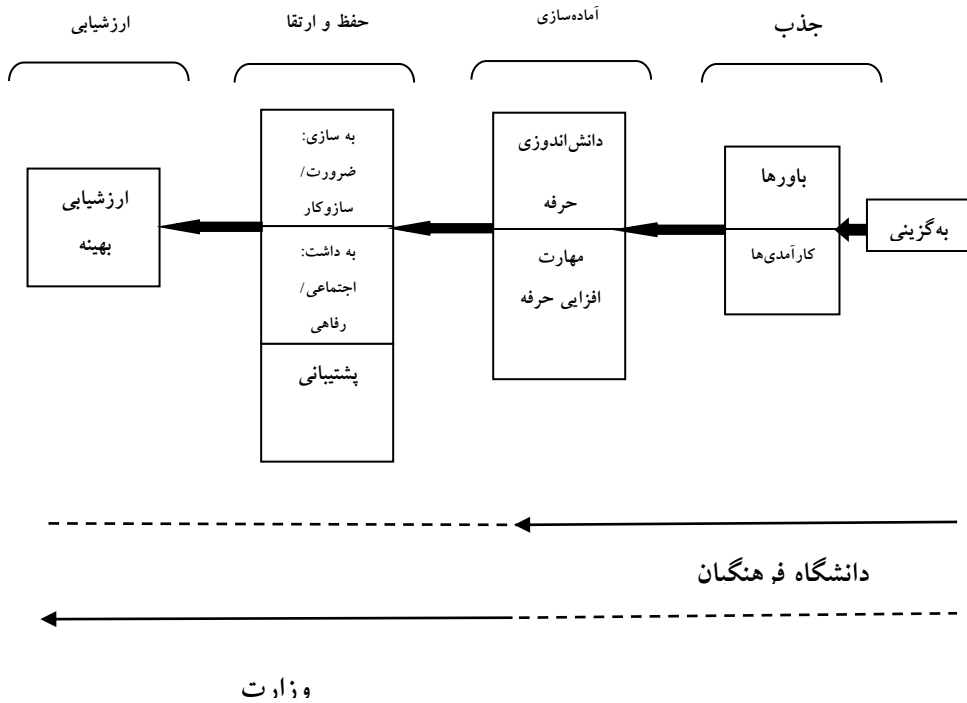 جذب
آماده‌سازی
حفظ و ارتقا
ارزشیابی
به‌گزینی
باورها
کارآمدی‌ها
دانش‌اندوزی
حرفه
مهارت
افزایی حرفه
به سازی:
ضرورت/
سازوکار
به داشت:
اجتماعی/
رفاهی
پشتیبانی
ارزشیابی
بهینه
دانشگاه فرهنگیان
وزارت